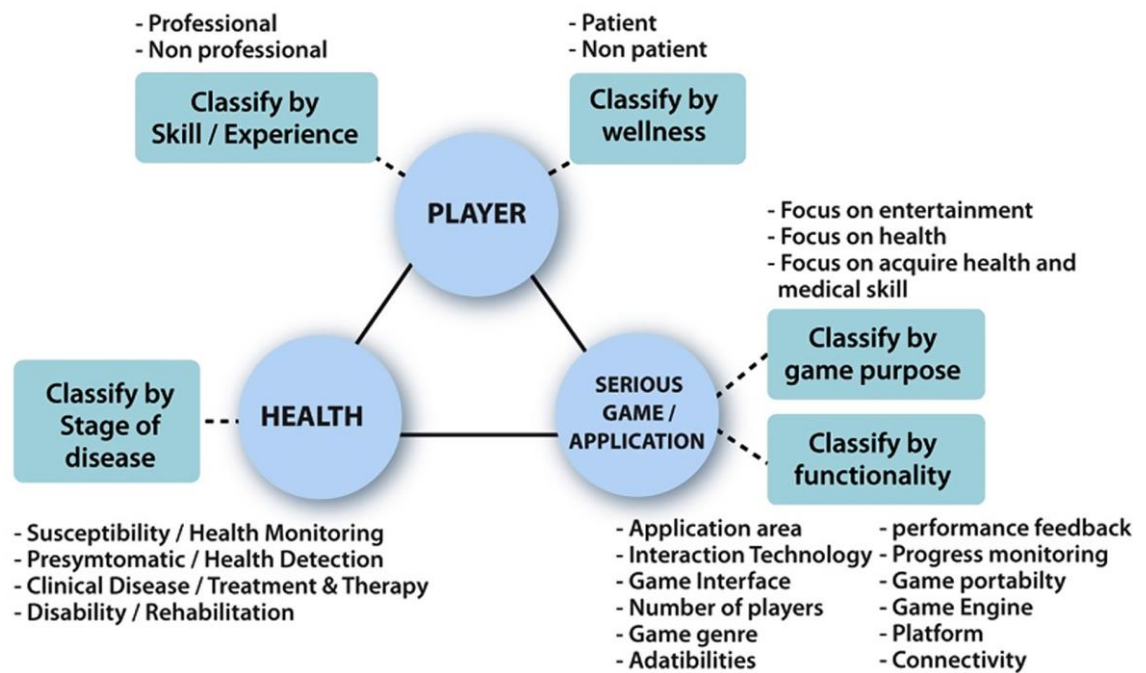 - Professional
- Non professional
Classify by
Skill / Experience
- Patient
- Non patient
Classify by
wellness
PLAYER
- Focus on entertainment
- Focus on health
- Focus on acquire health and
medical skill
Classify by
game purpose
Classify by
Stage of
disease
HEALTH
SERIOUS
GAME /
APPLICATION
Classify by
functionality
- Susceptibility / Health Monitoring
- Presymtomatic / Health Detection
- Clinical Disease / Treatment & Therapy
- Disability / Rehabilitation
- Application area
- Interaction Technology
- Game Interface
- Number of players
- Game genre
- Adatibilities
- performance feedback
- Progress monitoring
- Game portabilty
- Game Engine
- Platform
- Connectivity